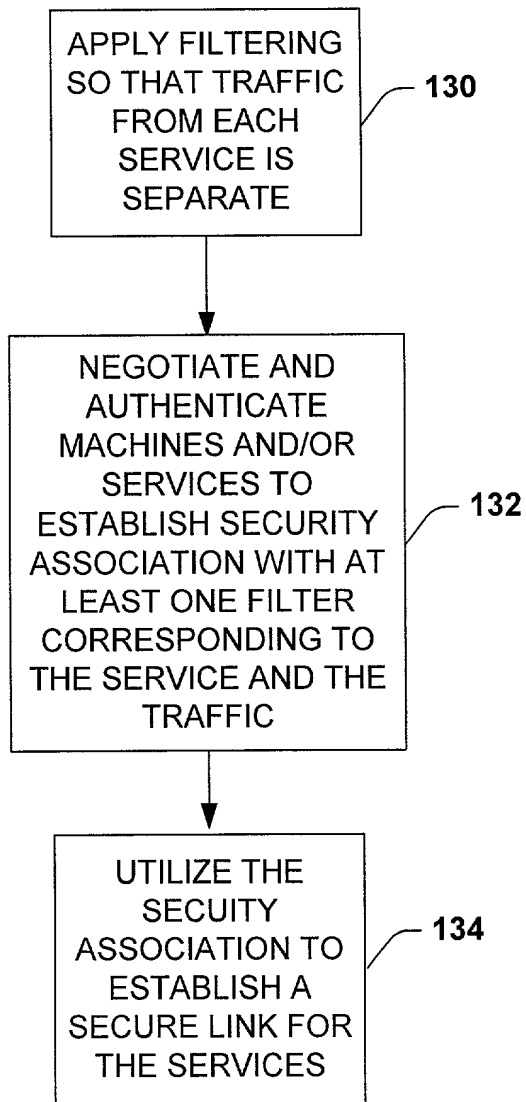 APPLY FILTERING
SO THAT TRAFFIC
FROM EACH
SERVICE IS
SEPARATE
130
NEGOTIATE AND
AUTHENTICATE
MACHINES AND/OR
SERVICES TO
ESTABLISH SECURITY
ASSOCIATION WITH AT
LEAST ONE FILTER
CORRESPONDING TO
THE SERVICE AND THE
TRAFFIC
132
UTILIZE THE
SECUITY
ASSOCIATION TO
ESTABLISH A
SECURE LINK FOR
THE SERVICES
134